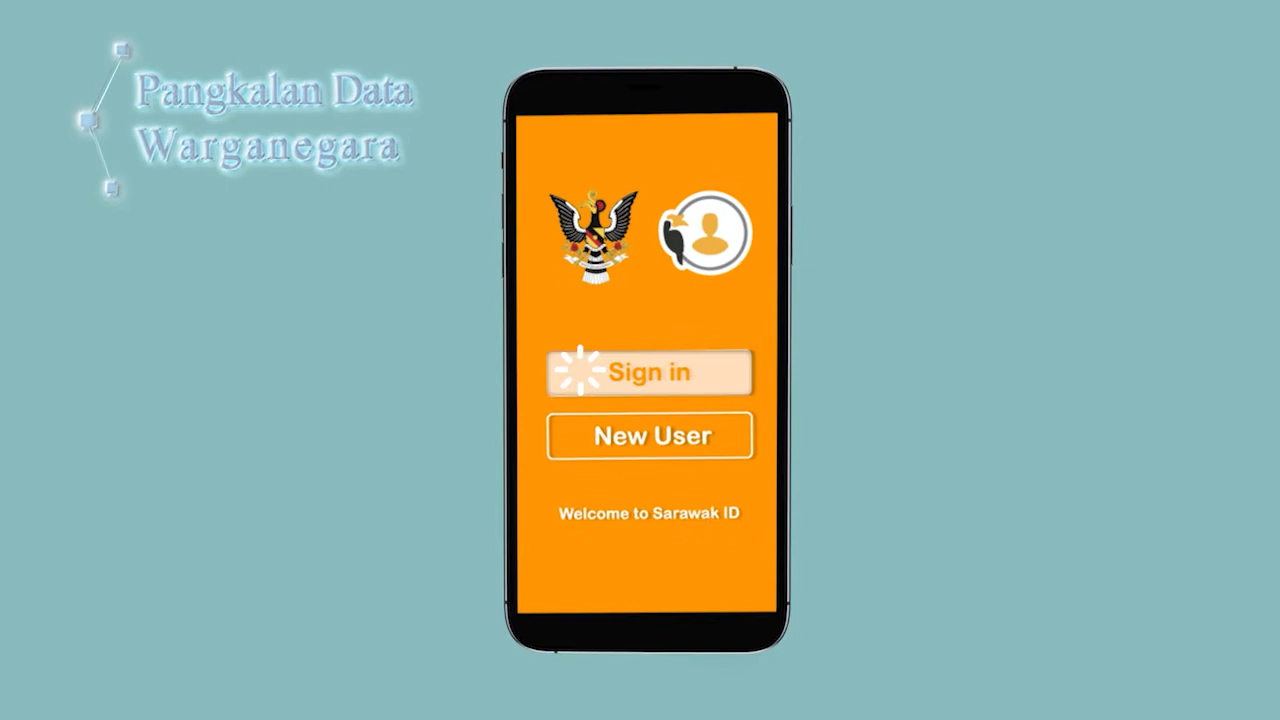 Pangkalan Data
Warganegara
Sign in
New User
Welcome to Sarawak ID